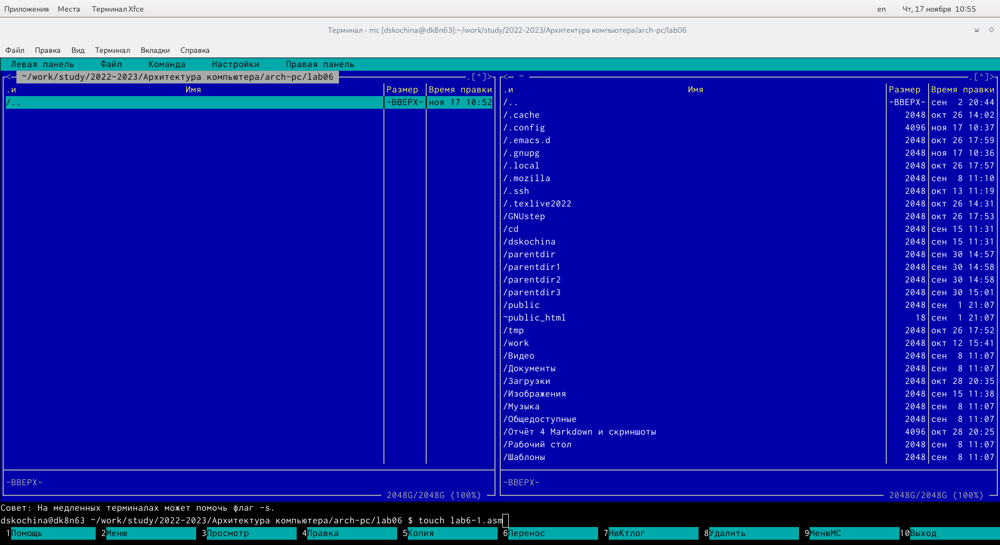 Приложения Места Терминал Xfce en Чт, 17 ноября 10:55
Терминал - mc [dskochina@dk8n63]:~/work/study/2022-2023/Архитектура компьютера/arch-pc/lab06
Файл Правка Вид Терминал Вкладки Справка
Левая панель Файл Команда Настройки Правая панель
<- ~/work/study/2022-2023/Архитектура компьютера/arch-pc/lab06 .[^]>
.и Имя Размер Время правки
/.. -ВВЕРХ- ноя 17 10:52
-ВВЕРХ-
2048G/2048G (100%)
<- ~ .[^]>
.и Имя Размер Время правки
/.. -ВВЕРХ- сен 2 20:44
/.cache 2048 окт 26 14:02
/.config 4096 ноя 17 10:37
/.emacs.d 2048 окт 26 17:59
/.gnupg 2048 ноя 17 10:36
/.local 2048 окт 26 17:57
/.mozilla 2048 сен 8 11:10
/.ssh 2048 окт 13 11:19
/.texlive2022 2048 окт 26 14:31
/GNUstep 2048 окт 26 17:53
/cd 2048 сен 15 11:31
/dskochina 2048 сен 15 11:31
/parentdir 2048 сен 30 14:57
/parentdir1 2048 сен 30 14:58
/parentdir2 2048 сен 30 14:58
/parentdir3 2048 сен 30 15:01
/public 2048 сен 1 21:07
~public_html 18 сен 1 21:07
/tmp 2048 окт 26 17:52
/work 2048 окт 12 15:41
/Видео 2048 сен 8 11:07
/Документы 2048 сен 8 11:07
/Загрузки 2048 окт 28 20:35
/Изображения 2048 сен 15 11:38
/Музыка 2048 сен 8 11:07
/Общедоступные 2048 сен 8 11:07
/Отчёт 4 Markdown и скриншоты 4096 окт 28 20:25
/Рабочий стол 2048 сен 8 11:07
/Шаблоны 2048 сен 8 11:07
-ВВЕРХ-
2048G/2048G (100%)
Совет: На медленных терминалах может помочь флаг -s.
dskochina@dk8n63 ~/work/study/2022-2023/Архитектура компьютера/arch-pc/lab06 $ touch lab6-1.asm
1Помощь 2Меню 3Просмотр 4Правка 5Копия 6Перенос 7НвКтлог 8Удалить 9МенюMC 10Выход